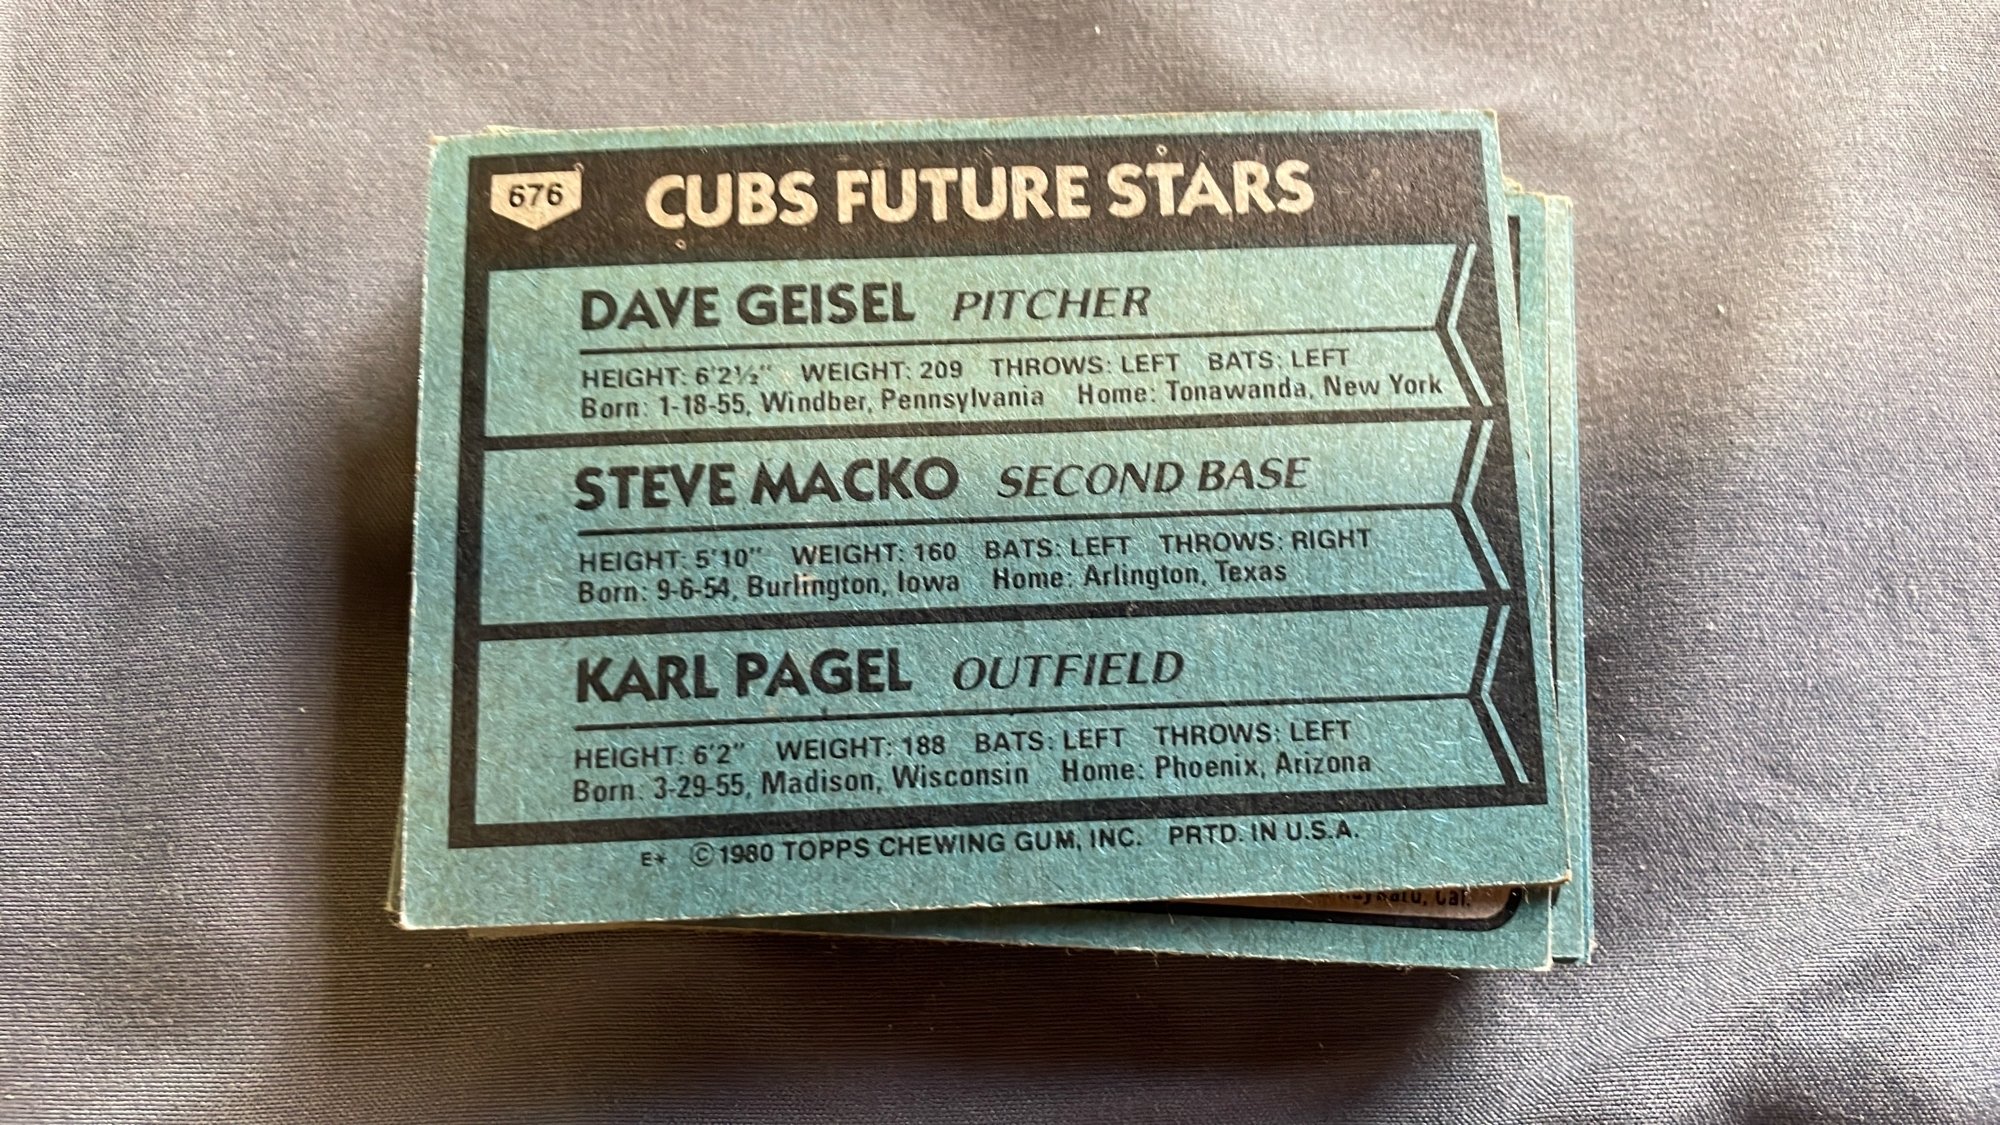 676 CUBS FUTURE STARS
DAVE GEISEL PITCHER
HEIGHT: 6'2½" WEIGHT: 209 THROWS: LEFT BATS: LEFT
Born: 1-18-55, Windber, Pennsylvania Home: Tonawanda, New York
STEVE MACKO SECOND BASE
HEIGHT: 5'10" WEIGHT: 160 BATS: LEFT THROWS: RIGHT
Born: 9-6-54, Burlington, Iowa Home: Arlington, Texas
KARL PAGEL OUTFIELD
HEIGHT: 6'2" WEIGHT: 188 BATS: LEFT THROWS: LEFT
Born: 3-29-55, Madison, Wisconsin Home: Phoenix, Arizona
E* © 1980 TOPPS CHEWING GUM, INC. PRTD. IN U.S.A.
Cal.